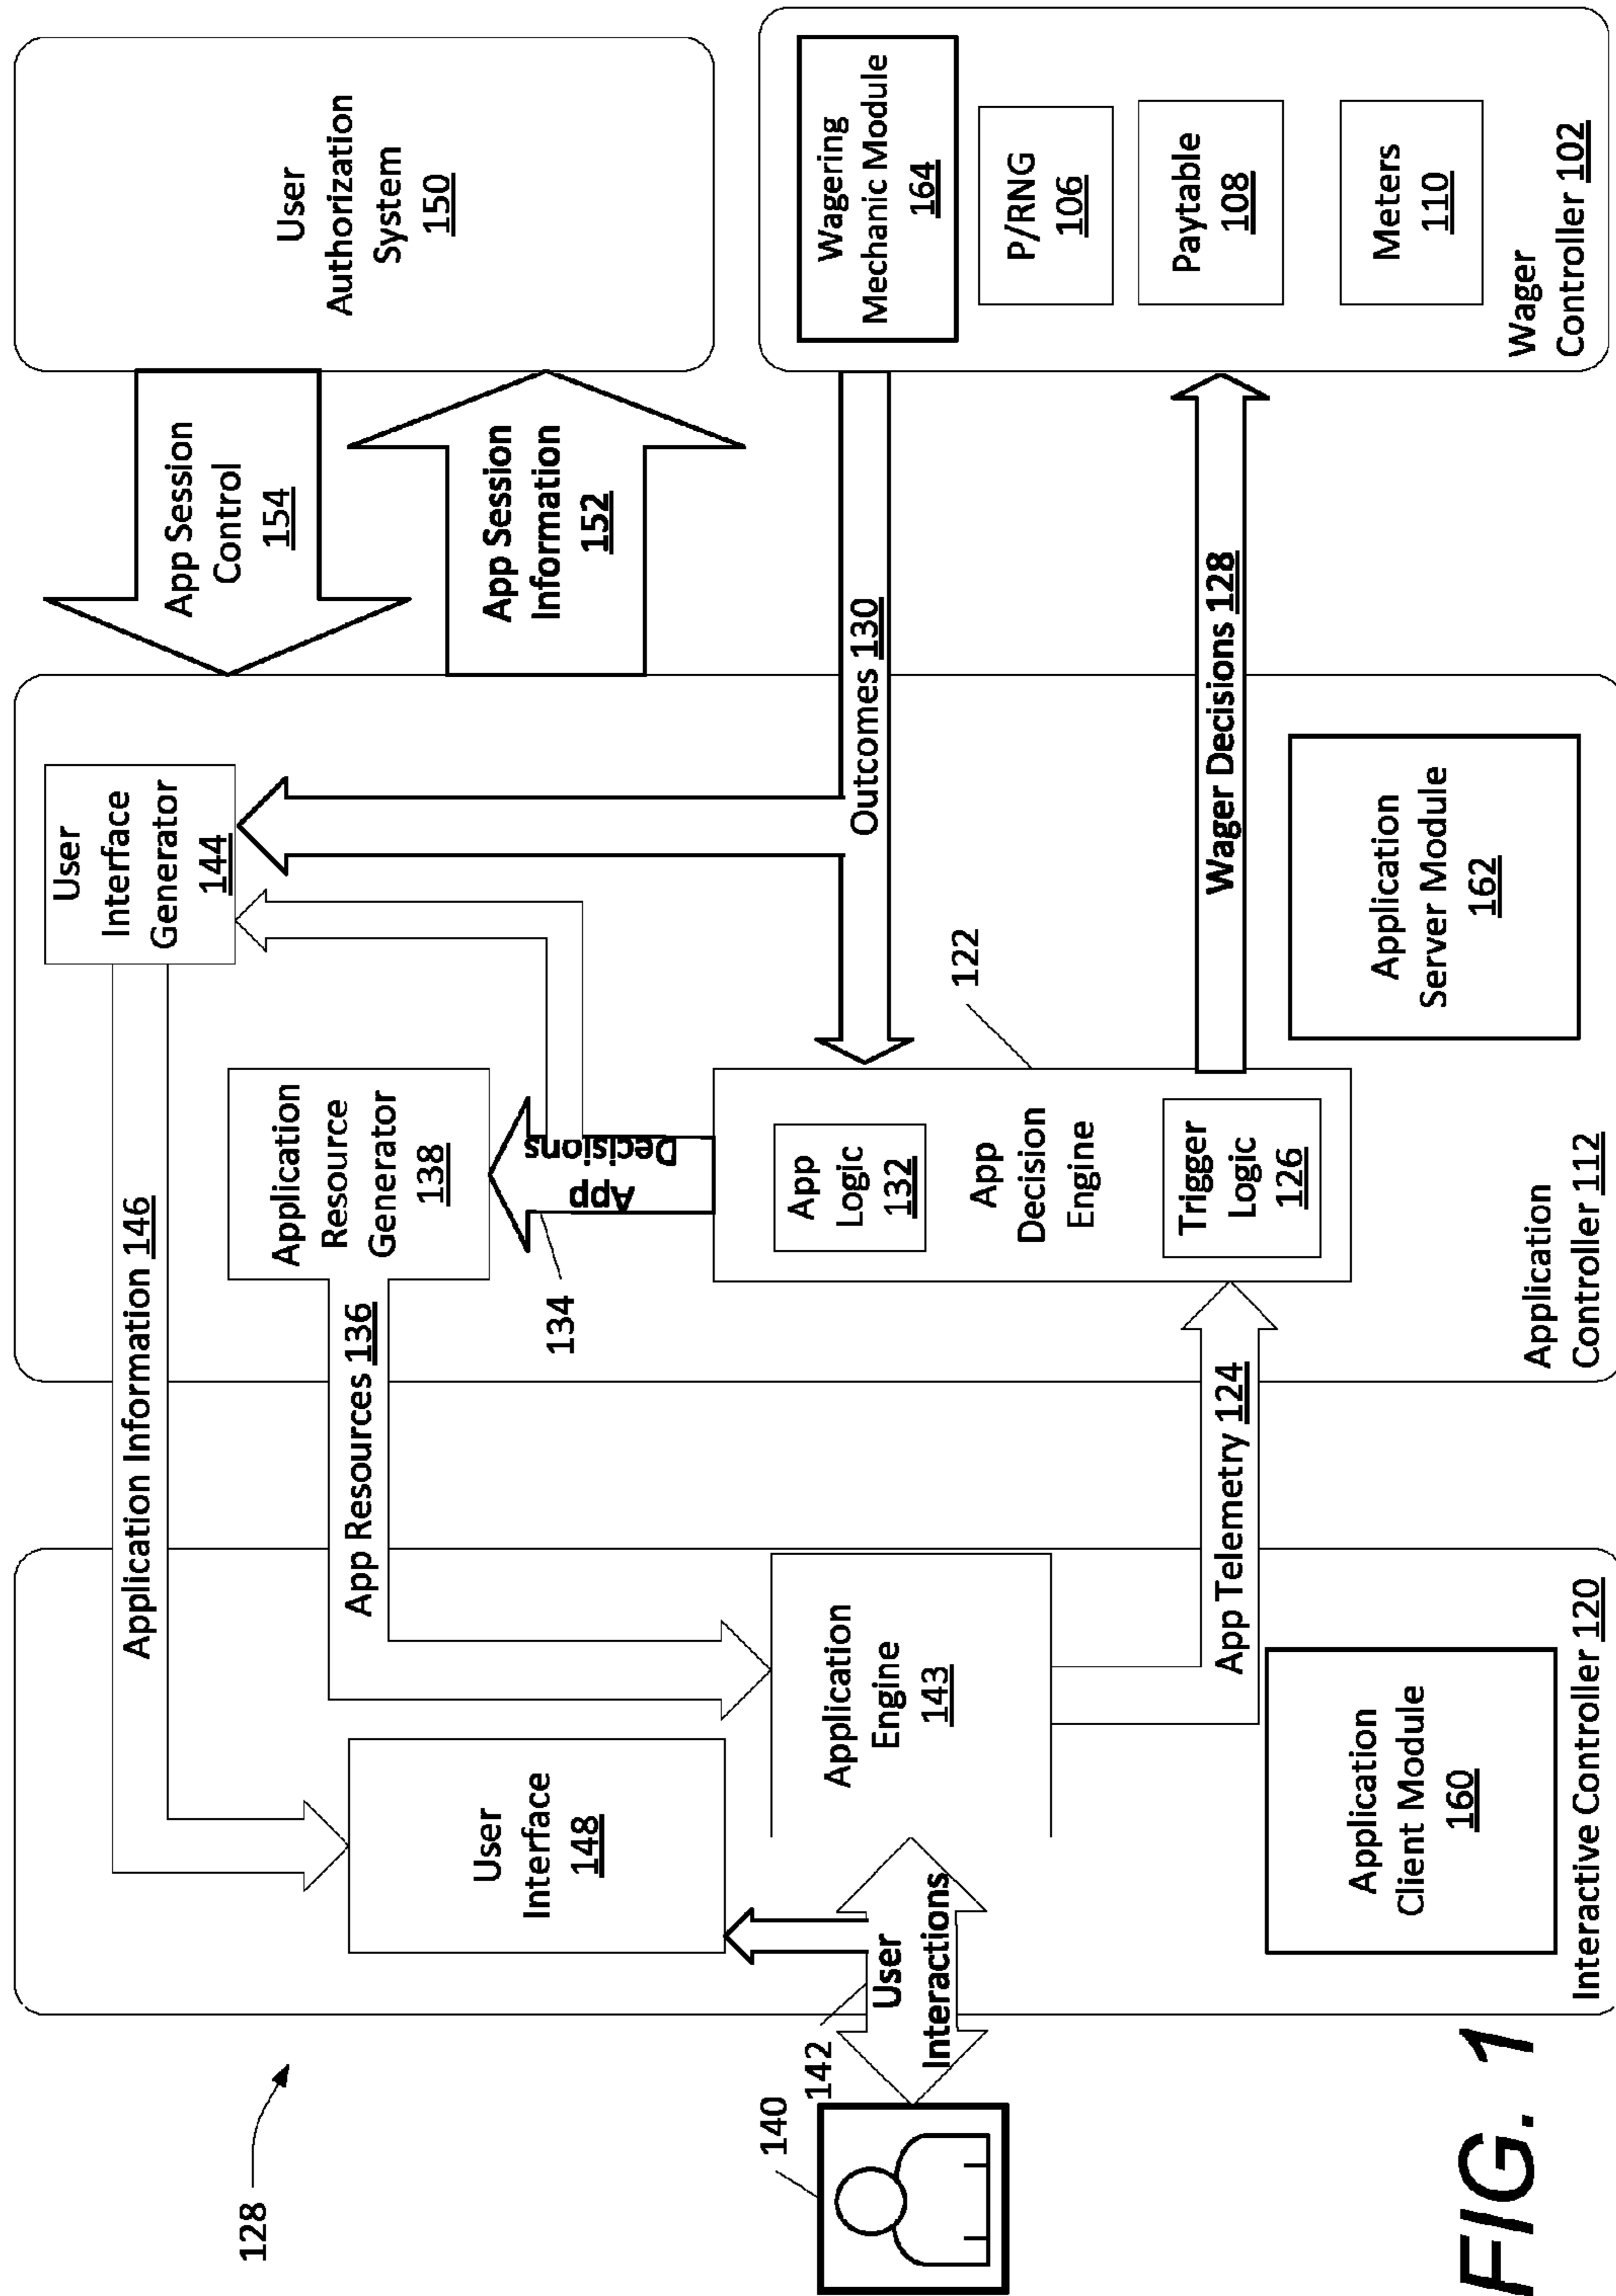 128
Application Information 146
User
Interface
Generator
144
App Session
Control
154
User
Authorization
System
150
App Resources 136
Application
Resource
Generator
138
App Session
Information
152
User
Interface
148
134
App
Decisions
140
142
User
Interactions
Application
Engine
143
App
Logic
132
App
Decision
Engine
Trigger
Logic
126
122
Outcomes 130
Wagering
Mechanic Module
164
P/RNG
106
Paytable
108
Meters
110
Wager
Controller 102
App Telemetry 124
Wager Decisions 128
Application
Client Module
160
Interactive Controller 120
Application
Controller 112
Application
Server Module
162
FIG. 1